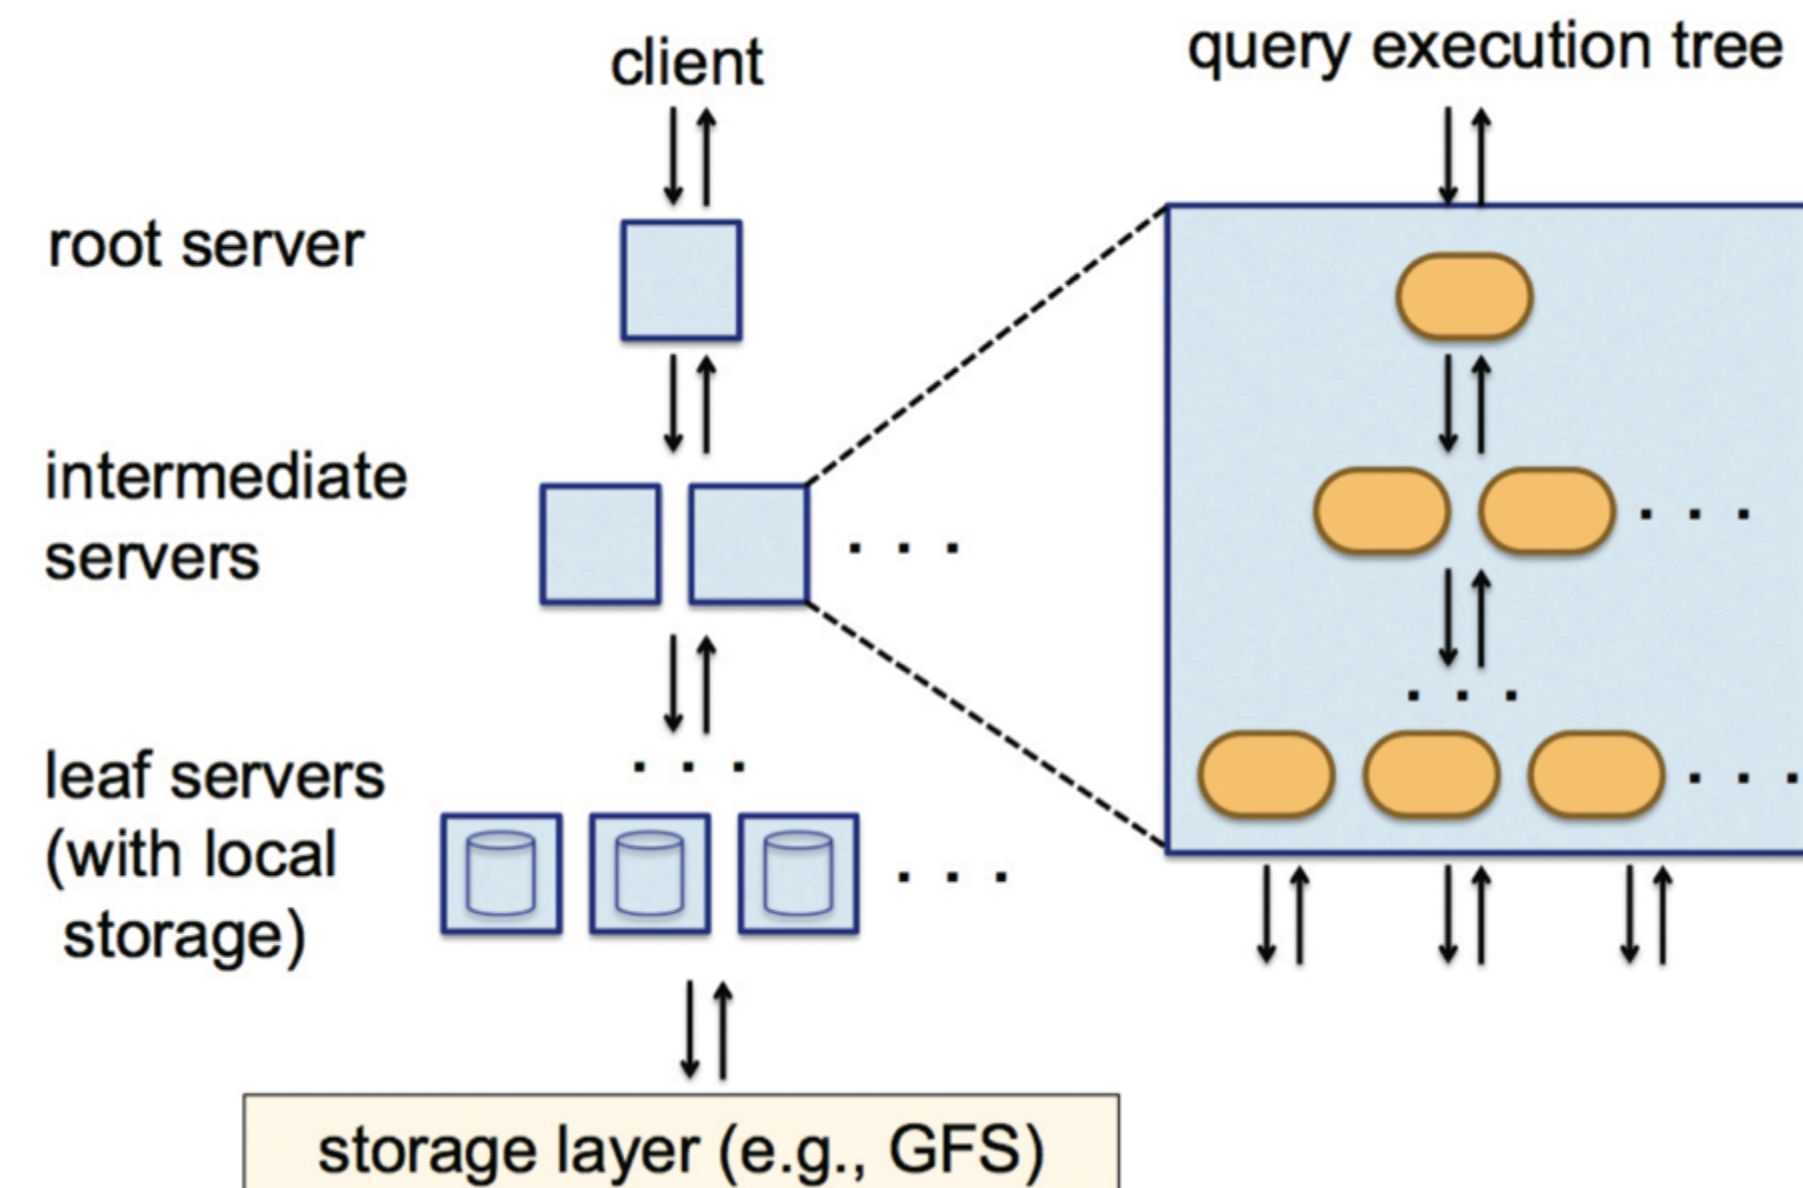 client
query execution tree
root server
intermediate
servers
leaf servers
(with local
storage)
storage layer (e.g., GFS)